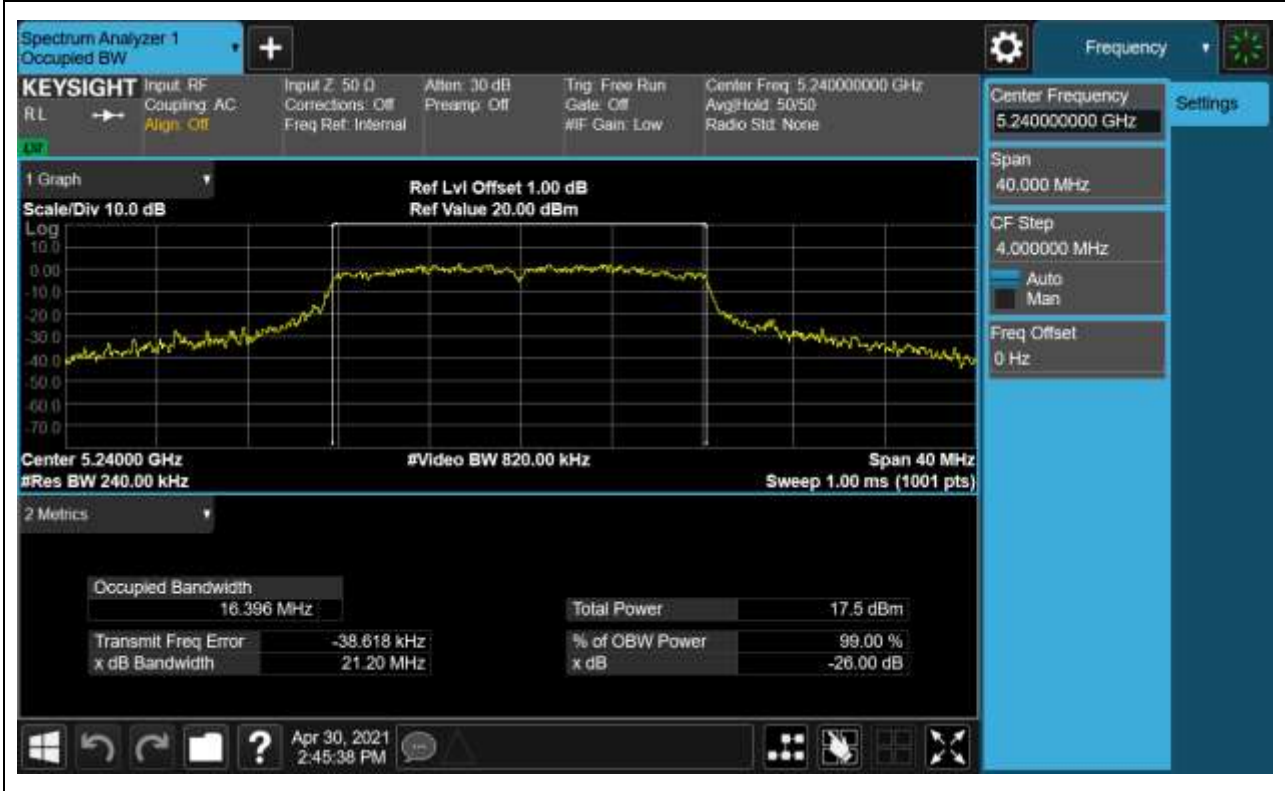 Spectrum Analyzer 1
Occupied BW
+
Frequency
KEYSIGHT
RL
Input: RF
Coupling: AC
Align: Off
Input Z: 50 Ω
Corrections: Off
Freq Ref: Internal
Atten: 30 dB
Preamp: Off
Trig: Free Run
Gate: Off
#IF Gain: Low
Center Freq: 5.240000000 GHz
Avg|Hold: 50/50
Radio Std: None
Center Frequency
5.240000000 GHz
Settings
Span
40.000 MHz
CF Step
4.000000 MHz
Auto
Man
Freq Offset
0 Hz
1 Graph
Scale/Div 10.0 dB
Ref Lvl Offset 1.00 dB
Ref Value 20.00 dBm
Log
10.0
0.00
-10.0
-20.0
-30.0
-40.0
-50.0
-60.0
-70.0
Center 5.24000 GHz
#Video BW 820.00 kHz
Span 40 MHz
#Res BW 240.00 kHz
Sweep 1.00 ms (1001 pts)
2 Metrics
Occupied Bandwidth
16.396 MHz
Total Power 17.5 dBm
Transmit Freq Error -38.618 kHz
% of OBW Power 99.00 %
x dB Bandwidth 21.20 MHz
x dB -26.00 dB
?
Apr 30, 2021
2:45:38 PM